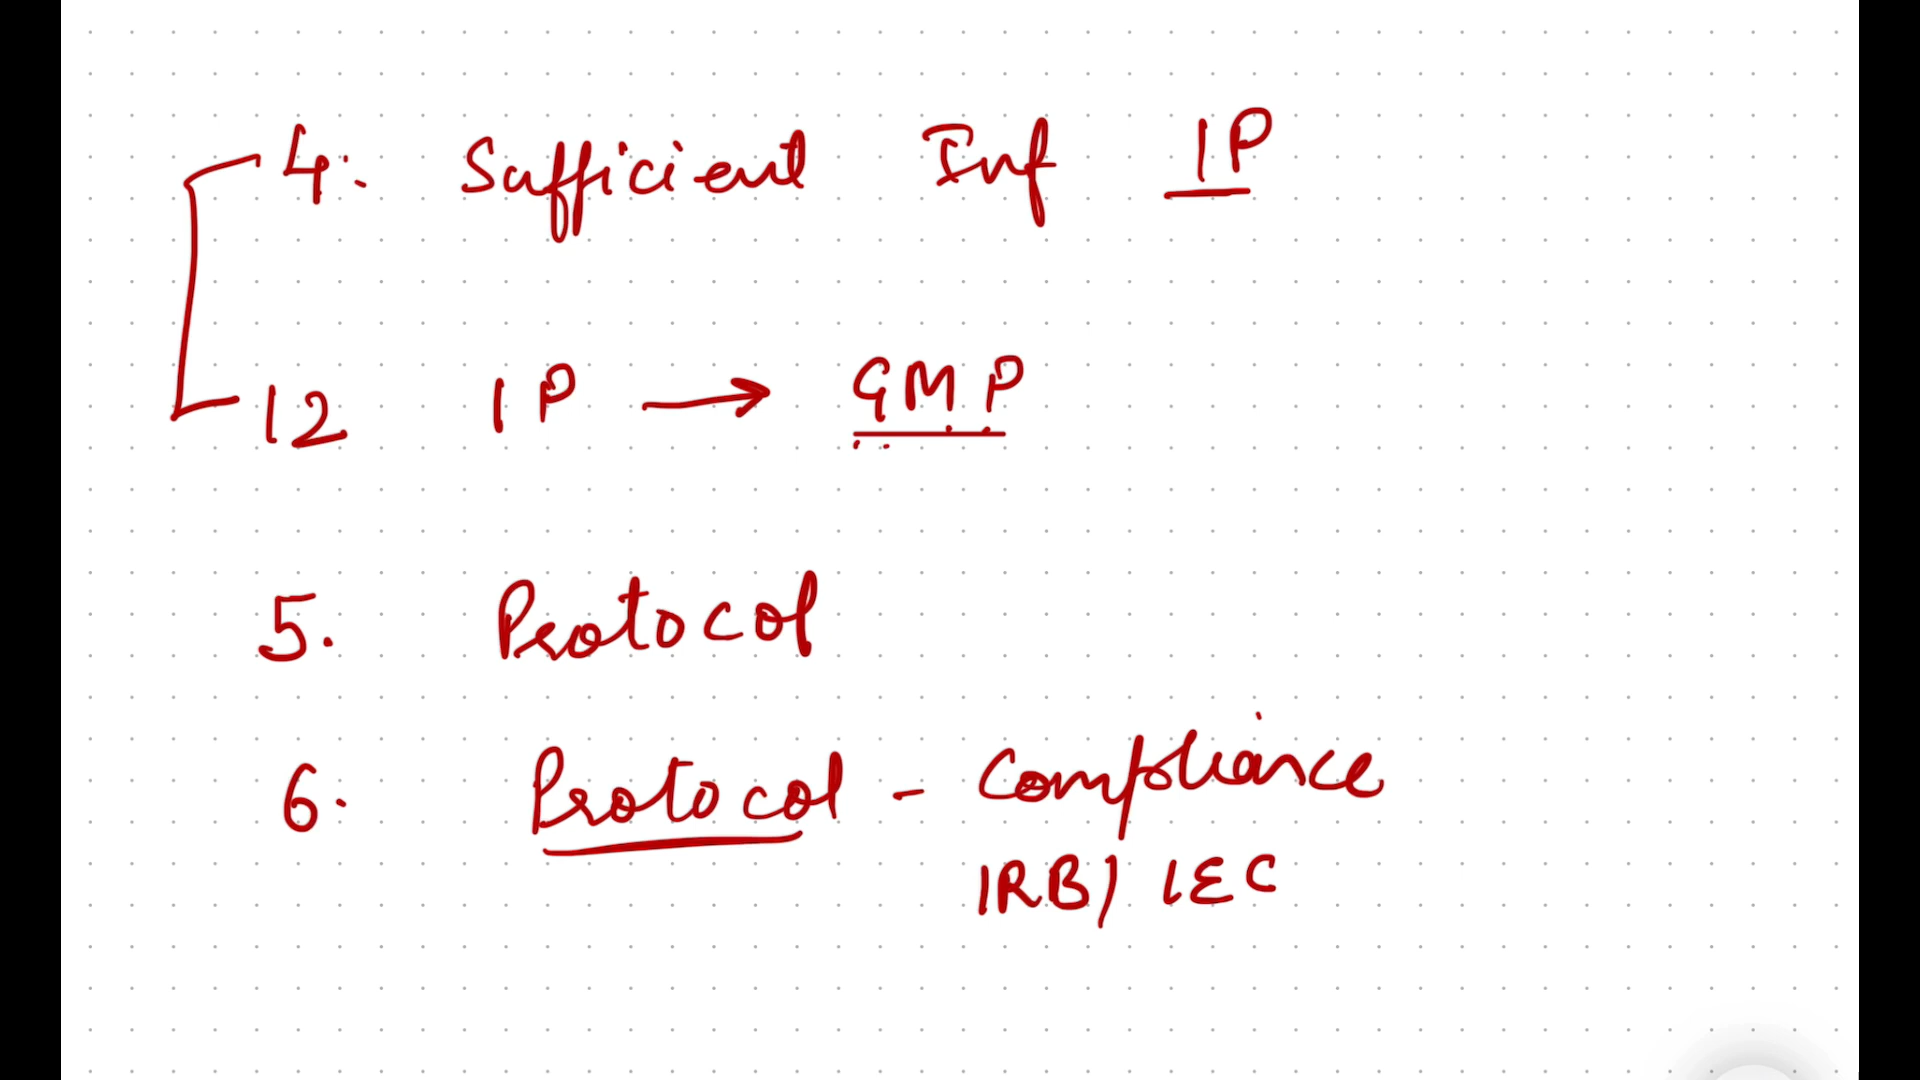 4. Sufficient Inf IP
12 IP → GMP
5. Protocol
6. Protocol - Compliance
IRB/ IEC